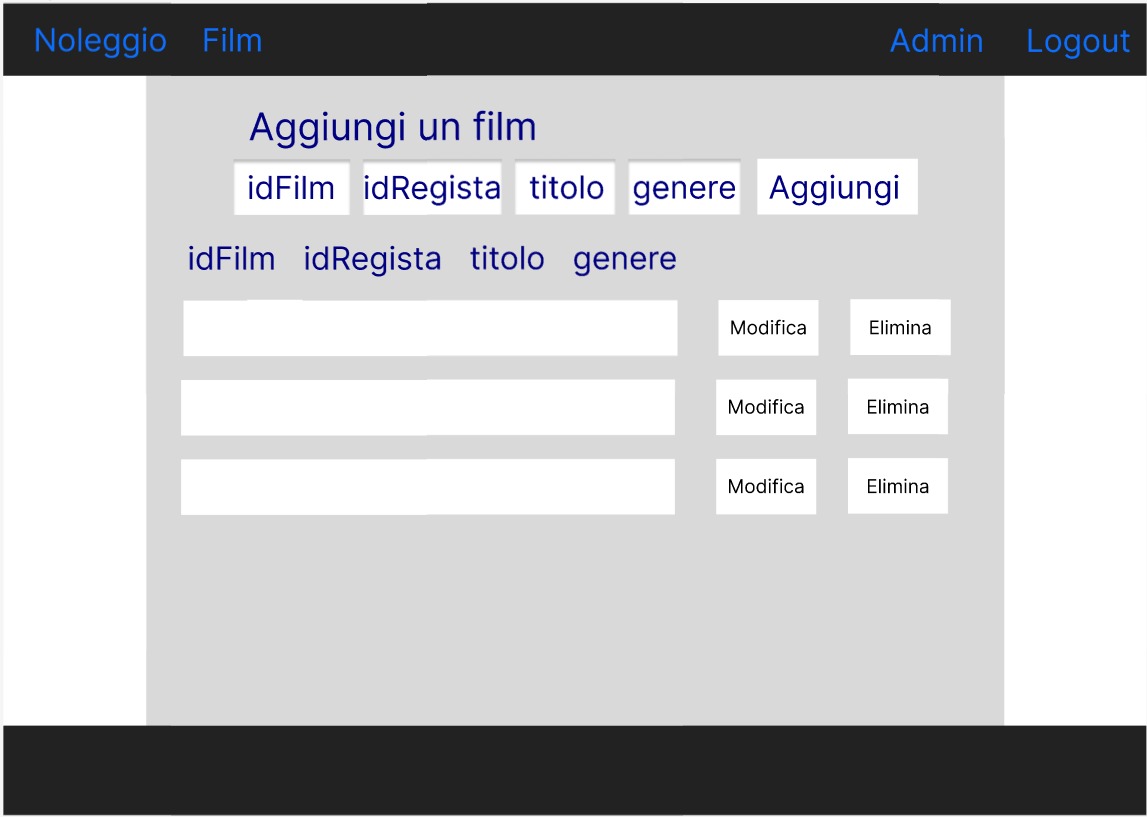 Noleggio Film Admin Logout
Aggiungi un film
idFilm idRegista titolo genere Aggiungi
idFilm idRegista titolo genere
Modifica Elimina
Modifica Elimina
Modifica Elimina